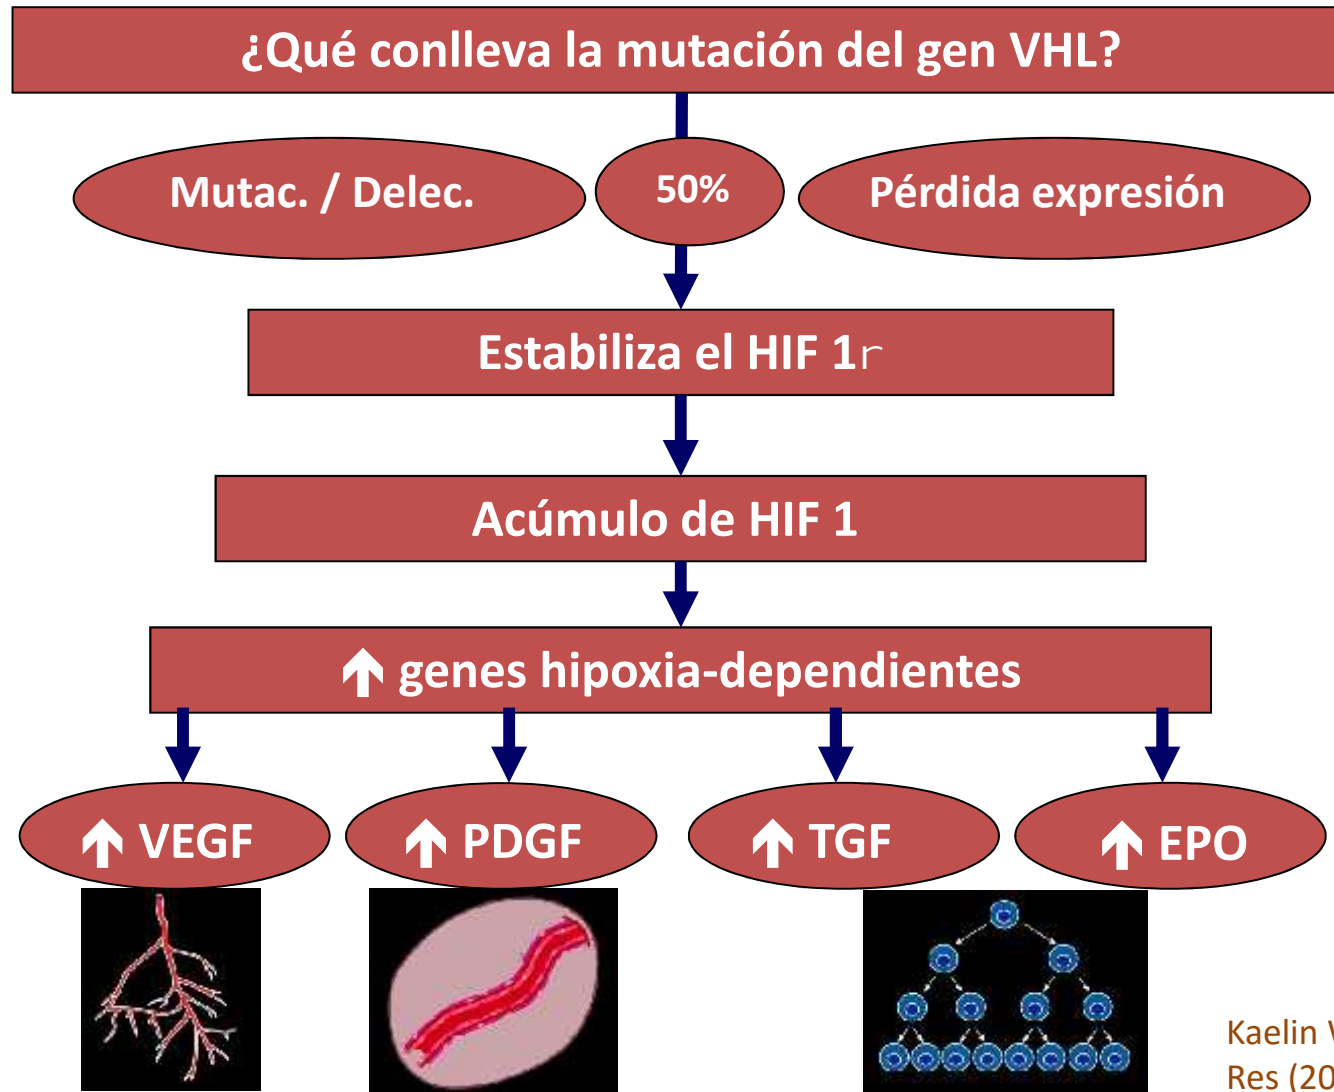 ¿Qué conlleva la mutación del gen VHL?
Mutac. / Delec.
50%
Pérdida expresión
Estabiliza el HIF 1r
Acúmulo de HIF 1
↑ genes hipoxia-dependientes
↑ VEGF
↑ PDGF
↑ TGF
↑ EPO
Kaelin
Res (20